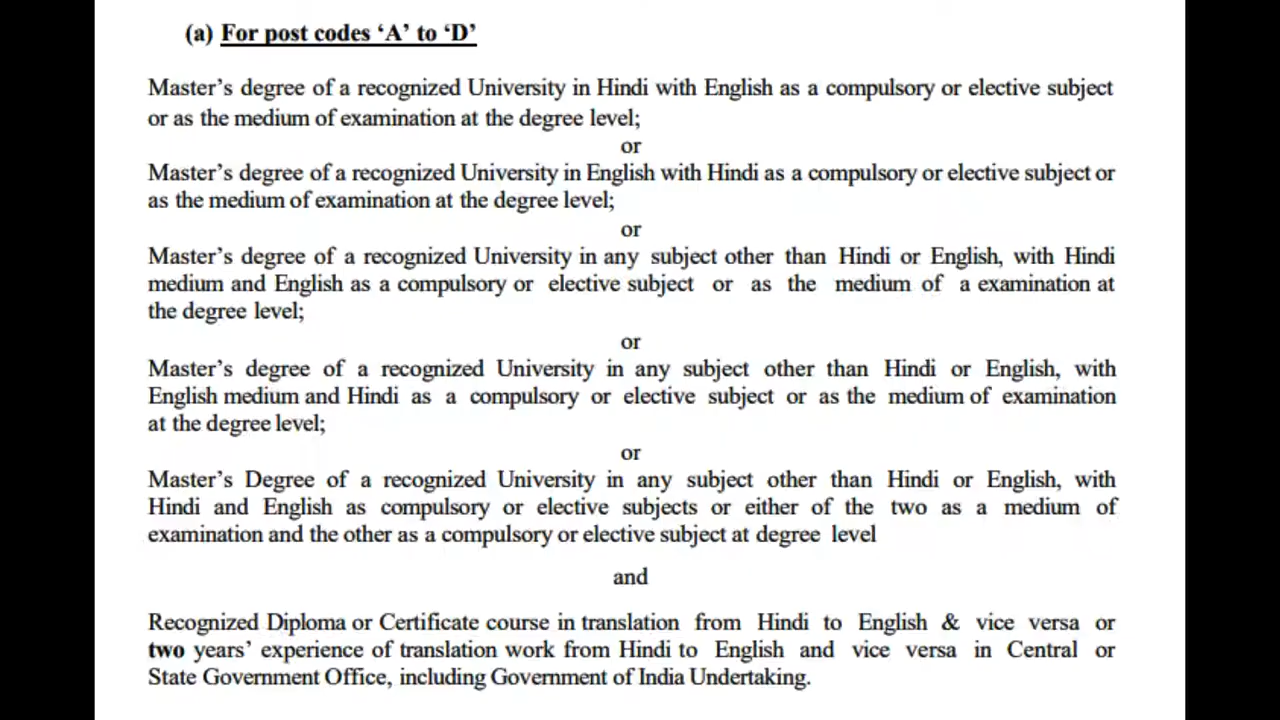 (a) For post codes ‘A’ to ‘D’
Master’s degree of a recognized University in Hindi with English as a compulsory or elective subject
or as the medium of examination at the degree level;
or
Master’s degree of a recognized University in English with Hindi as a compulsory or elective subject or
as the medium of examination at the degree level;
or
Master’s degree of a recognized University in any subject other than Hindi or English, with Hindi
medium and English as a compulsory or elective subject or as the medium of a examination at
the degree level;
or
Master’s degree of a recognized University in any subject other than Hindi or English, with
English medium and Hindi as a compulsory or elective subject or as the medium of examination
at the degree level;
or
Master’s Degree of a recognized University in any subject other than Hindi or English, with
Hindi and English as compulsory or elective subjects or either of the two as a medium of
examination and the other as a compulsory or elective subject at degree level
and
Recognized Diploma or Certificate course in translation from Hindi to English & vice versa or
two years’ experience of translation work from Hindi to English and vice versa in Central or
State Government Office, including Government of India Undertaking.